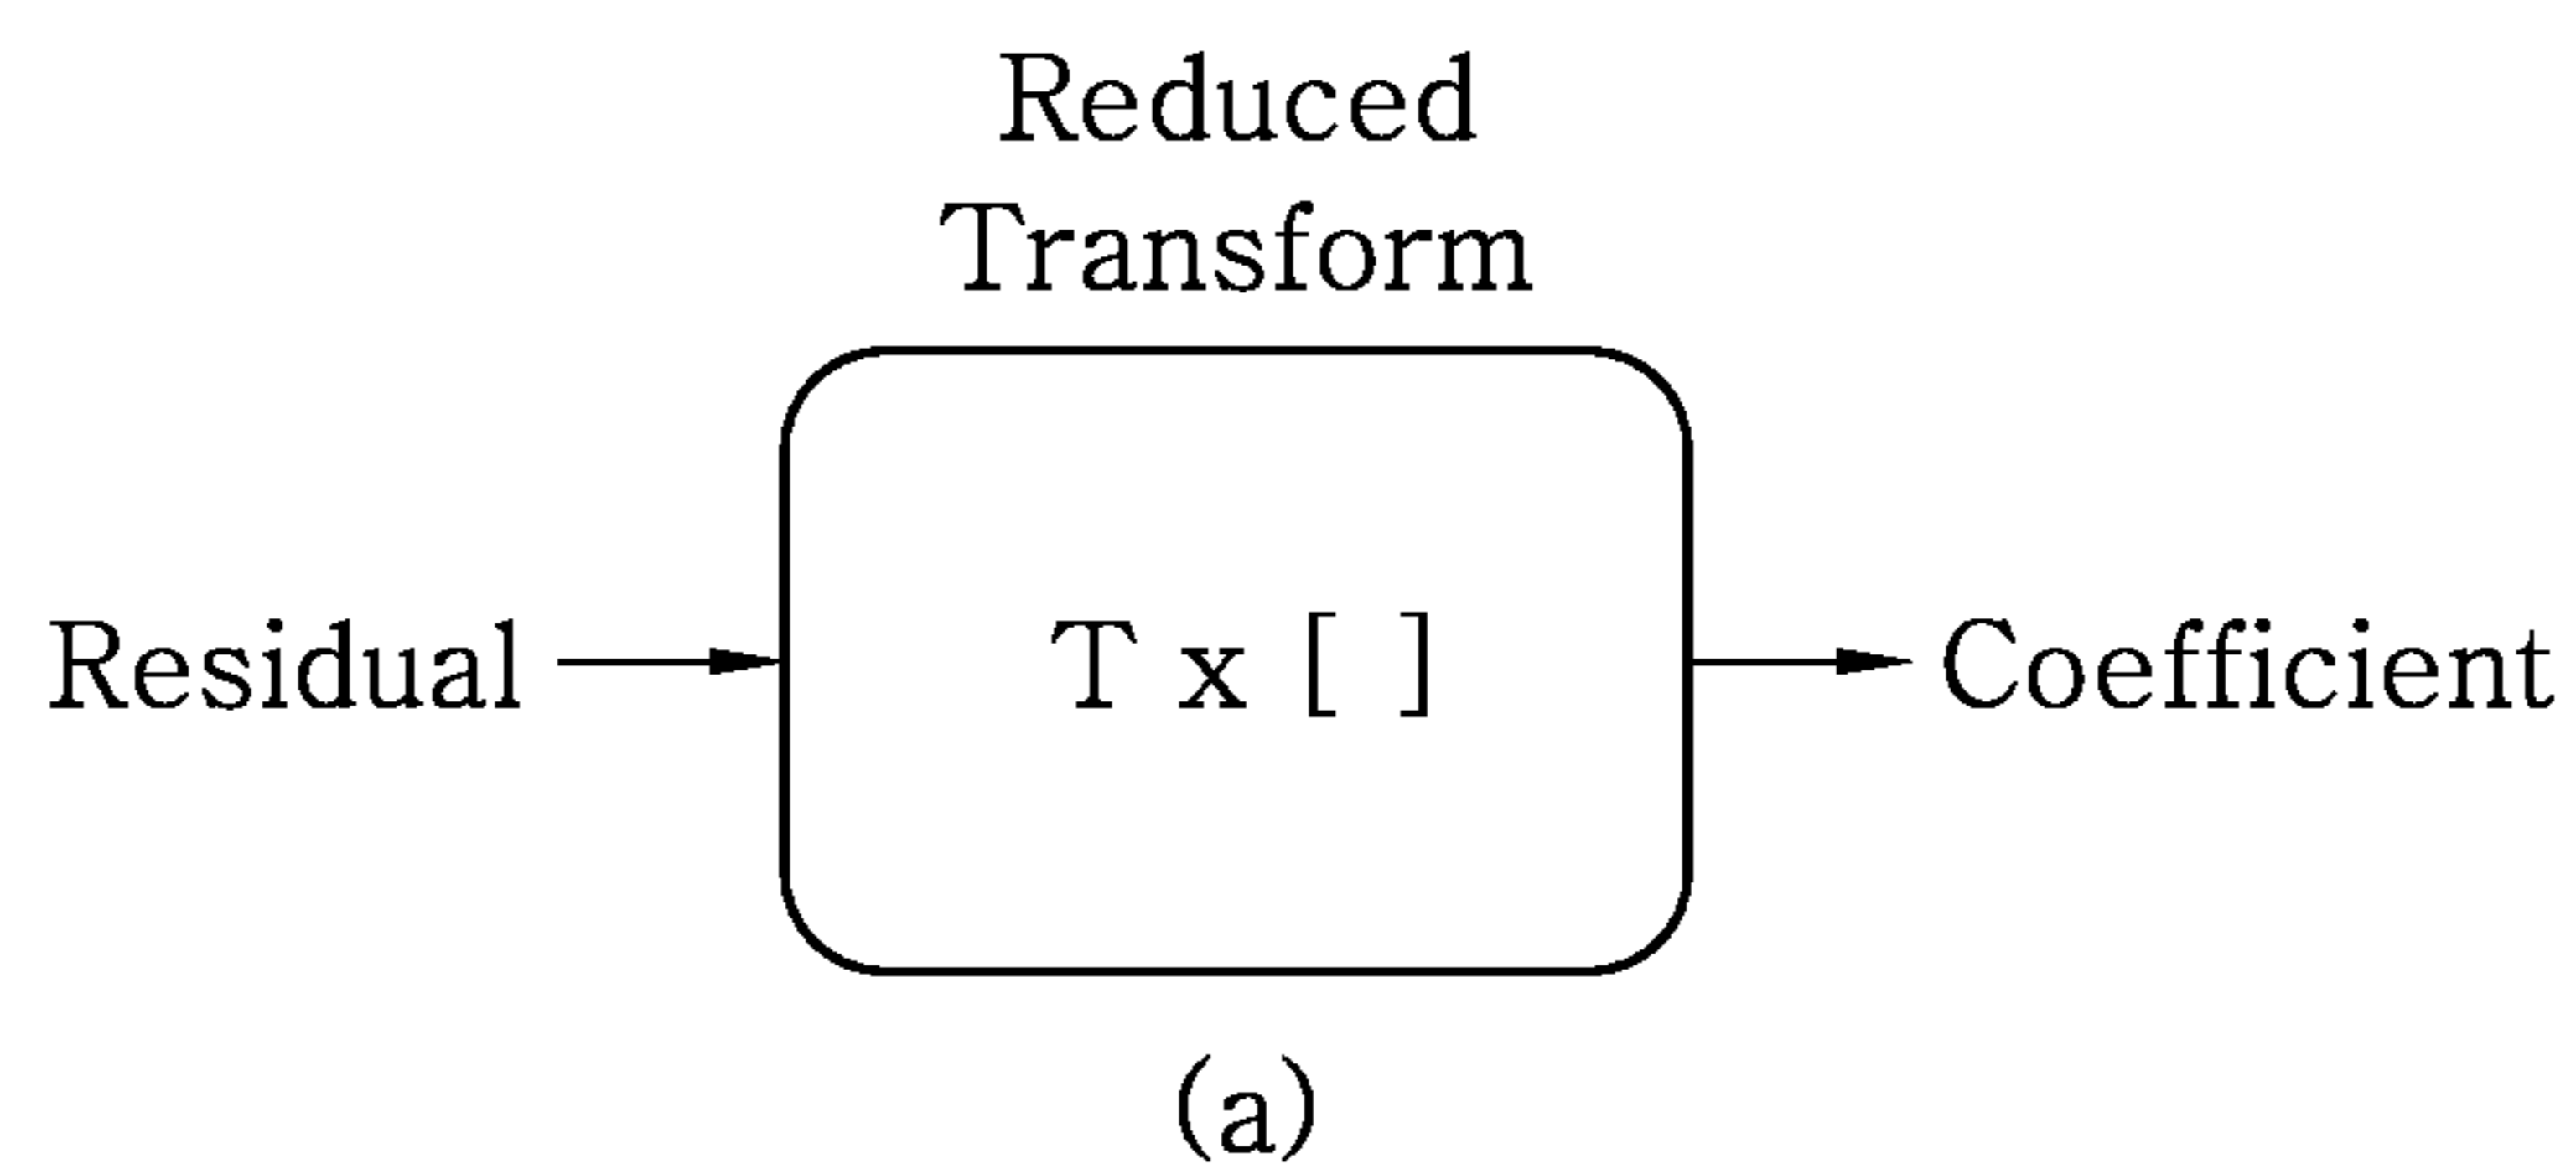 Reduced
Transform
Residual T x [ ] Coefficient
(a)